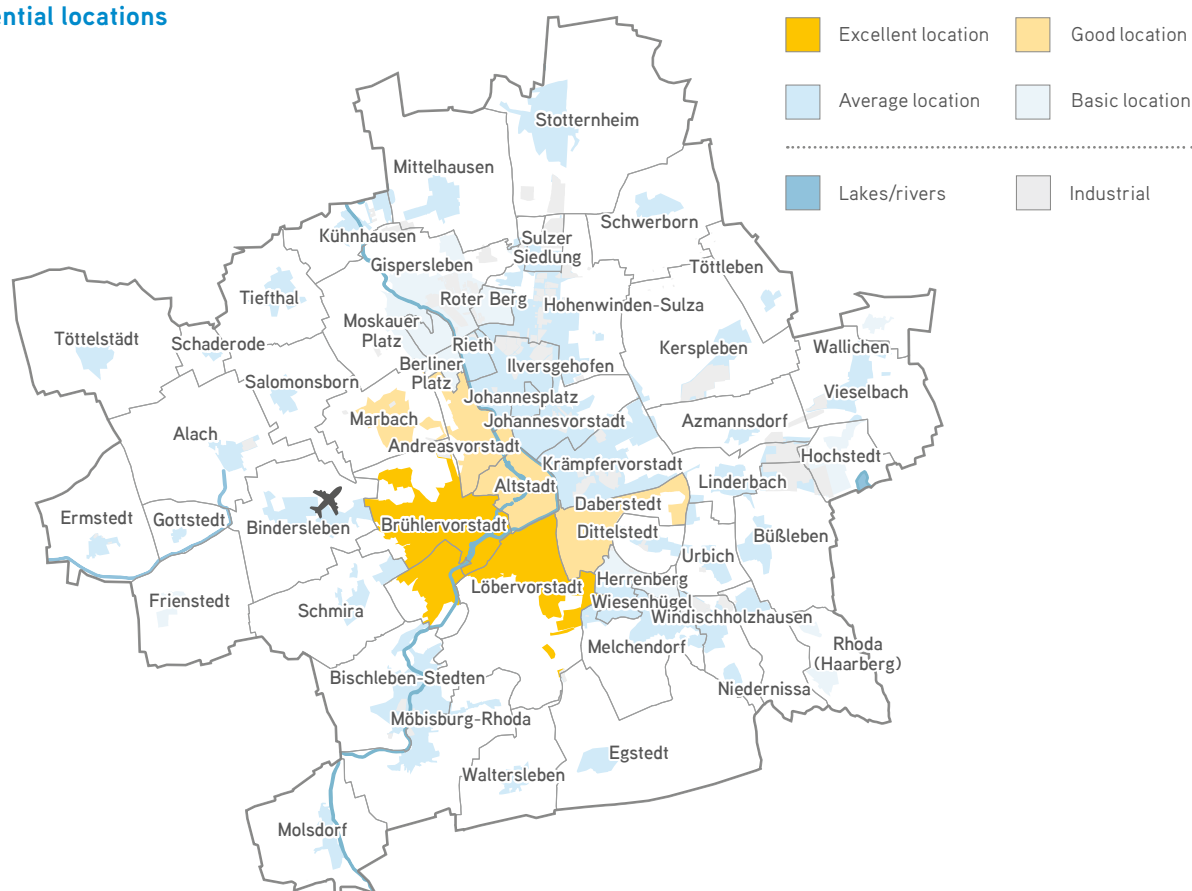 ential locations
Excellent location
Good location
Average location
Basic location
Lakes/rivers
Industrial
Stotternheim
Mittelhausen
Schwerborn
Kühnhausen
Sulzer
Siedlung
Gispersleben
Töttleben
Tiefthal
Roter Berg
Hohenwinden-Sulza
Moskauer
Platz
Töttelstädt
Schaderode
Rieth
Kerspleben
Wallichen
Berliner
Platz
Ilversgehofen
Salomonsborn
Vieselbach
Johannesplatz
Marbach
Johannesvorstadt
Azmannsdorf
Alach
Andreasvorstadt
Hochstedt
Krämpfervorstadt
Linderbach
Altstadt
Daberstedt
Ermstedt
Gottstedt
Bindersleben
Brühlervorstadt
Dittelstedt
Büßleben
Urbich
Herrenberg
Löbervorstadt
Frienstedt
Schmira
Wiesenhügel
Windischholzhausen
Melchendorf
Rhoda
(Haarberg)
Bischleben-Stedten
Niedernissa
Möbisburg-Rhoda
Egstedt
Waltersleben
Molsdorf